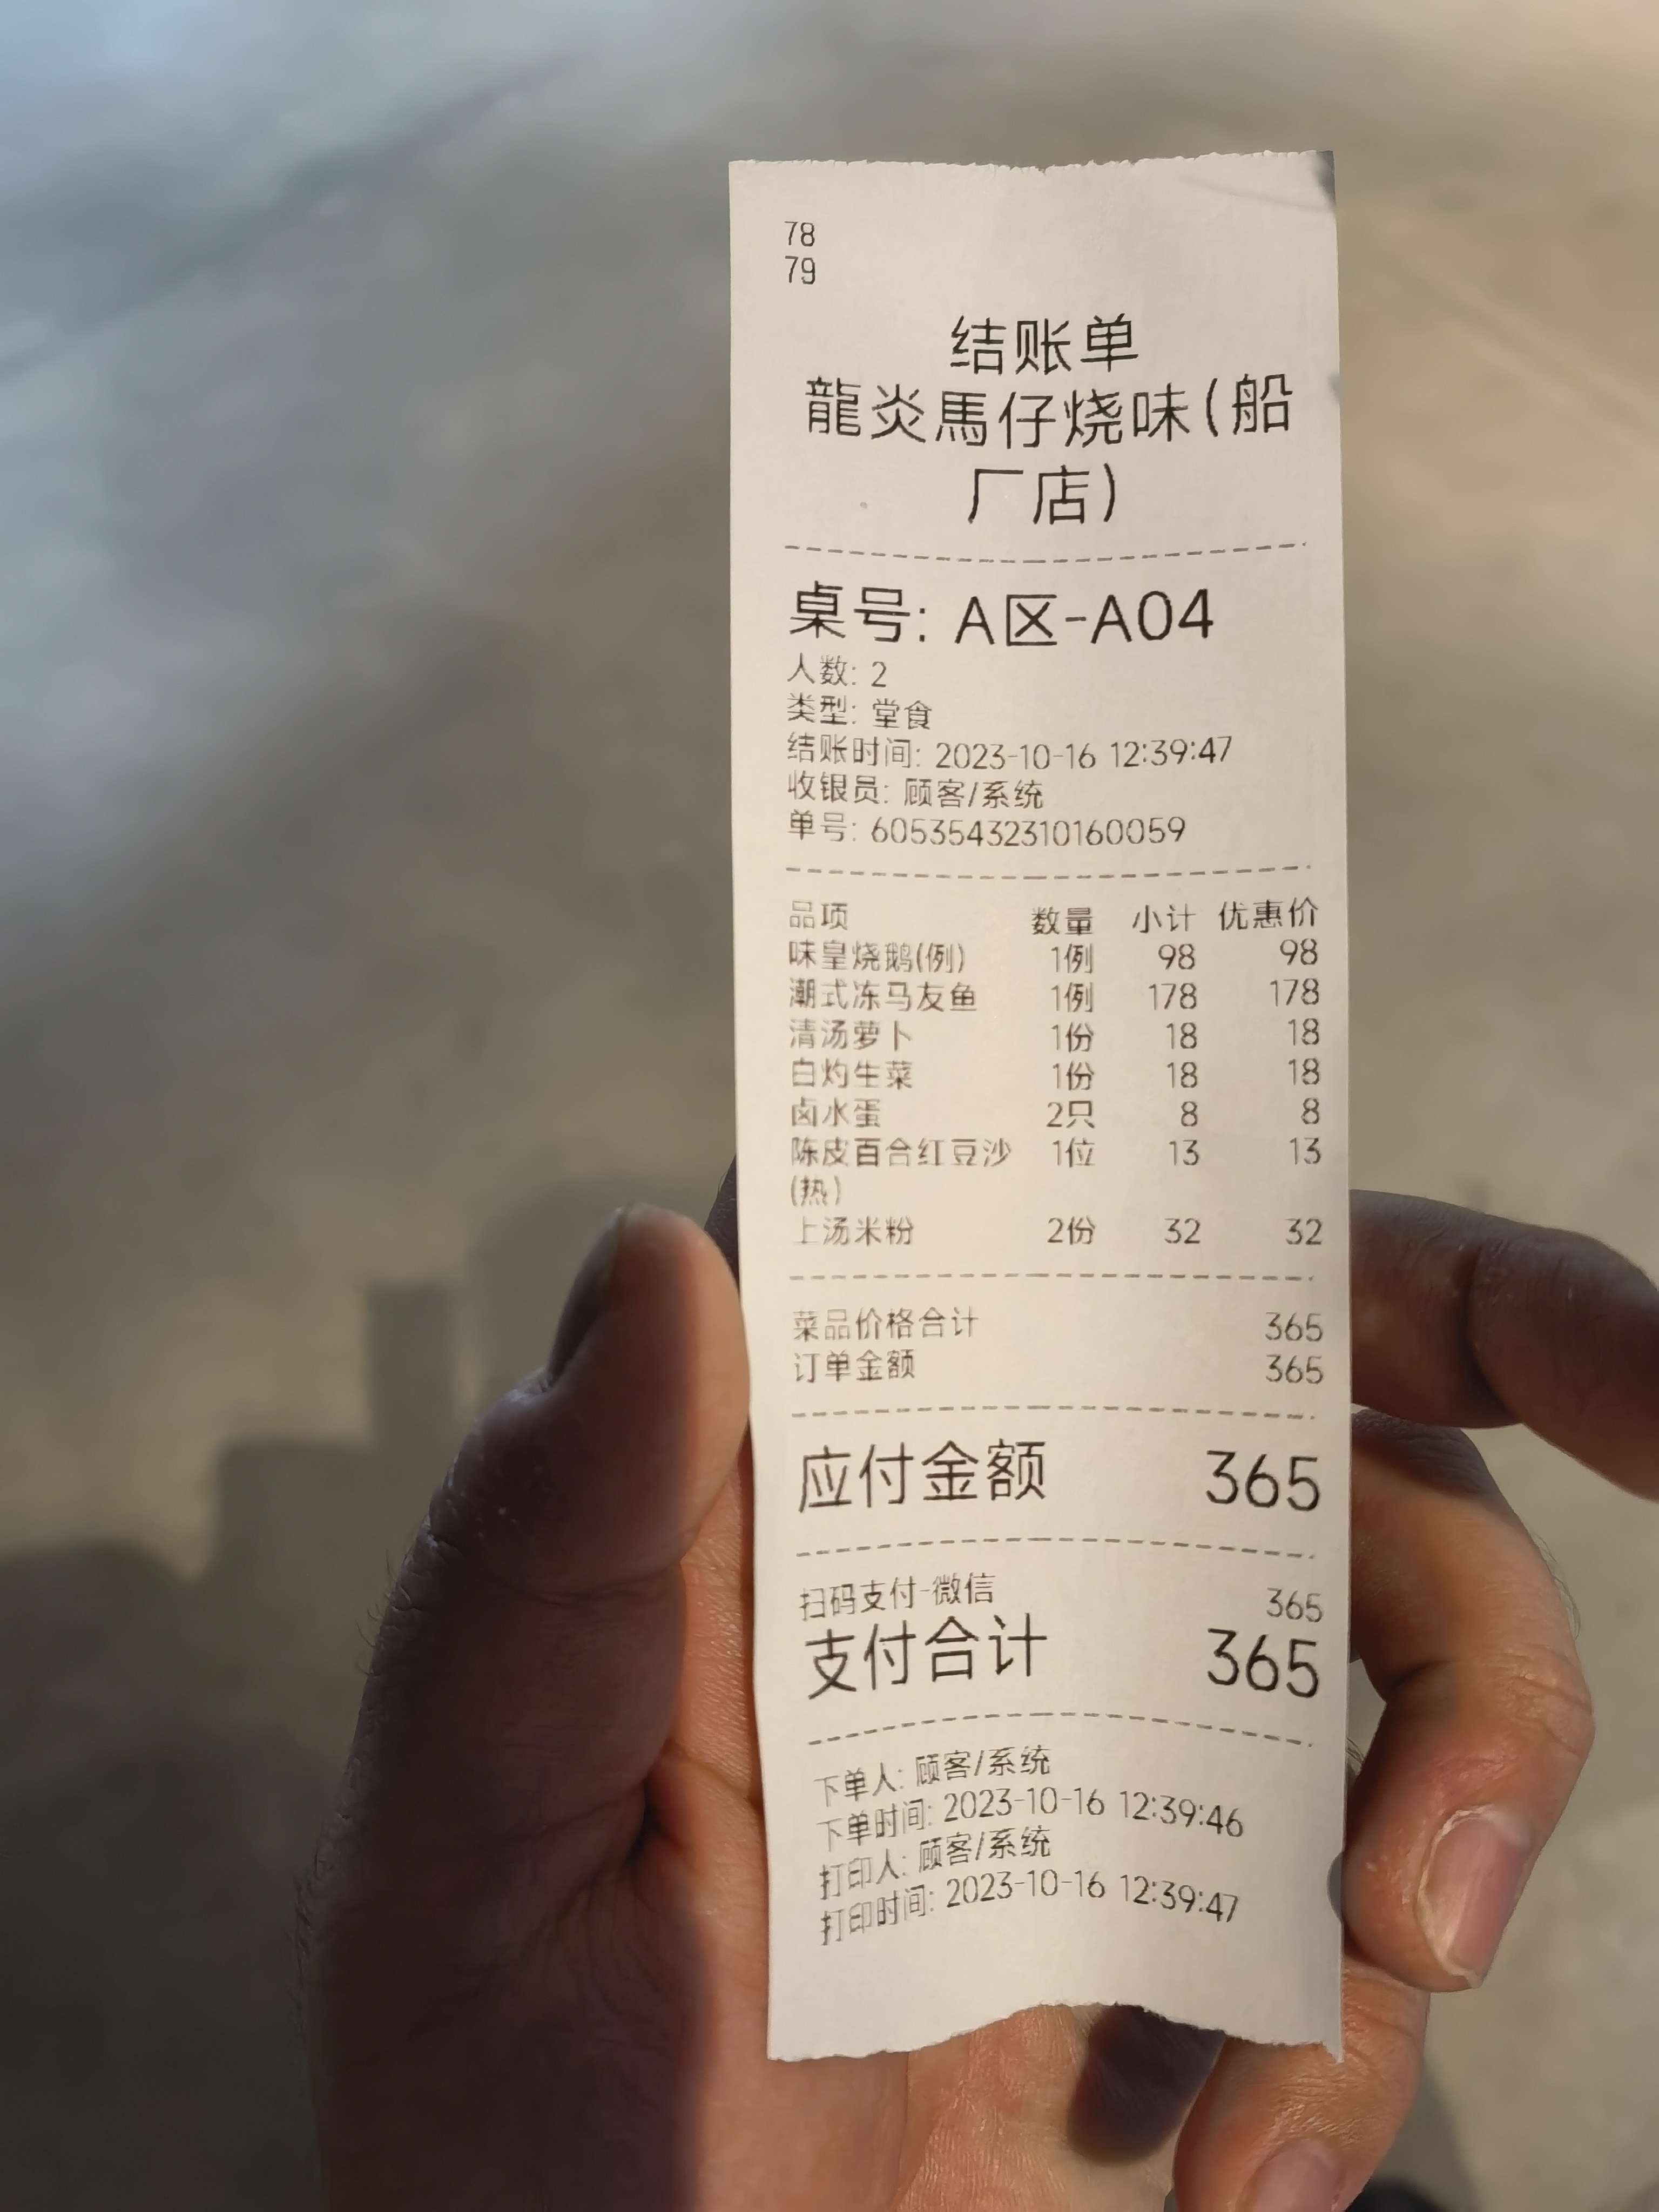 78
79
结账单
龍炎馬仔烧味(船
厂店)
桌号: A区-A04
人数: 2
类型: 堂食
结账时间: 2023-10-16 12:39:47
收银员: 顾客/系统
单号: 60535432310160059
品项 数量 小计 优惠价
味皇烧鹅(例) 1例 98 98
潮式冻马友鱼 1例 178 178
清汤萝卜 1份 18 18
白灼生菜 1份 18 18
卤水蛋 2只 8 8
陈皮百合红豆沙 1位 13 13
(热)
上汤米粉 2份 32 32
菜品价格合计 365
订单金额 365
应付金额 365
扫码支付-微信 365
支付合计 365
下单人: 顾客/系统
下单时间: 2023-10-16 12:39:46
打印人: 顾客/系统
打印时间: 2023-10-16 12:39:47